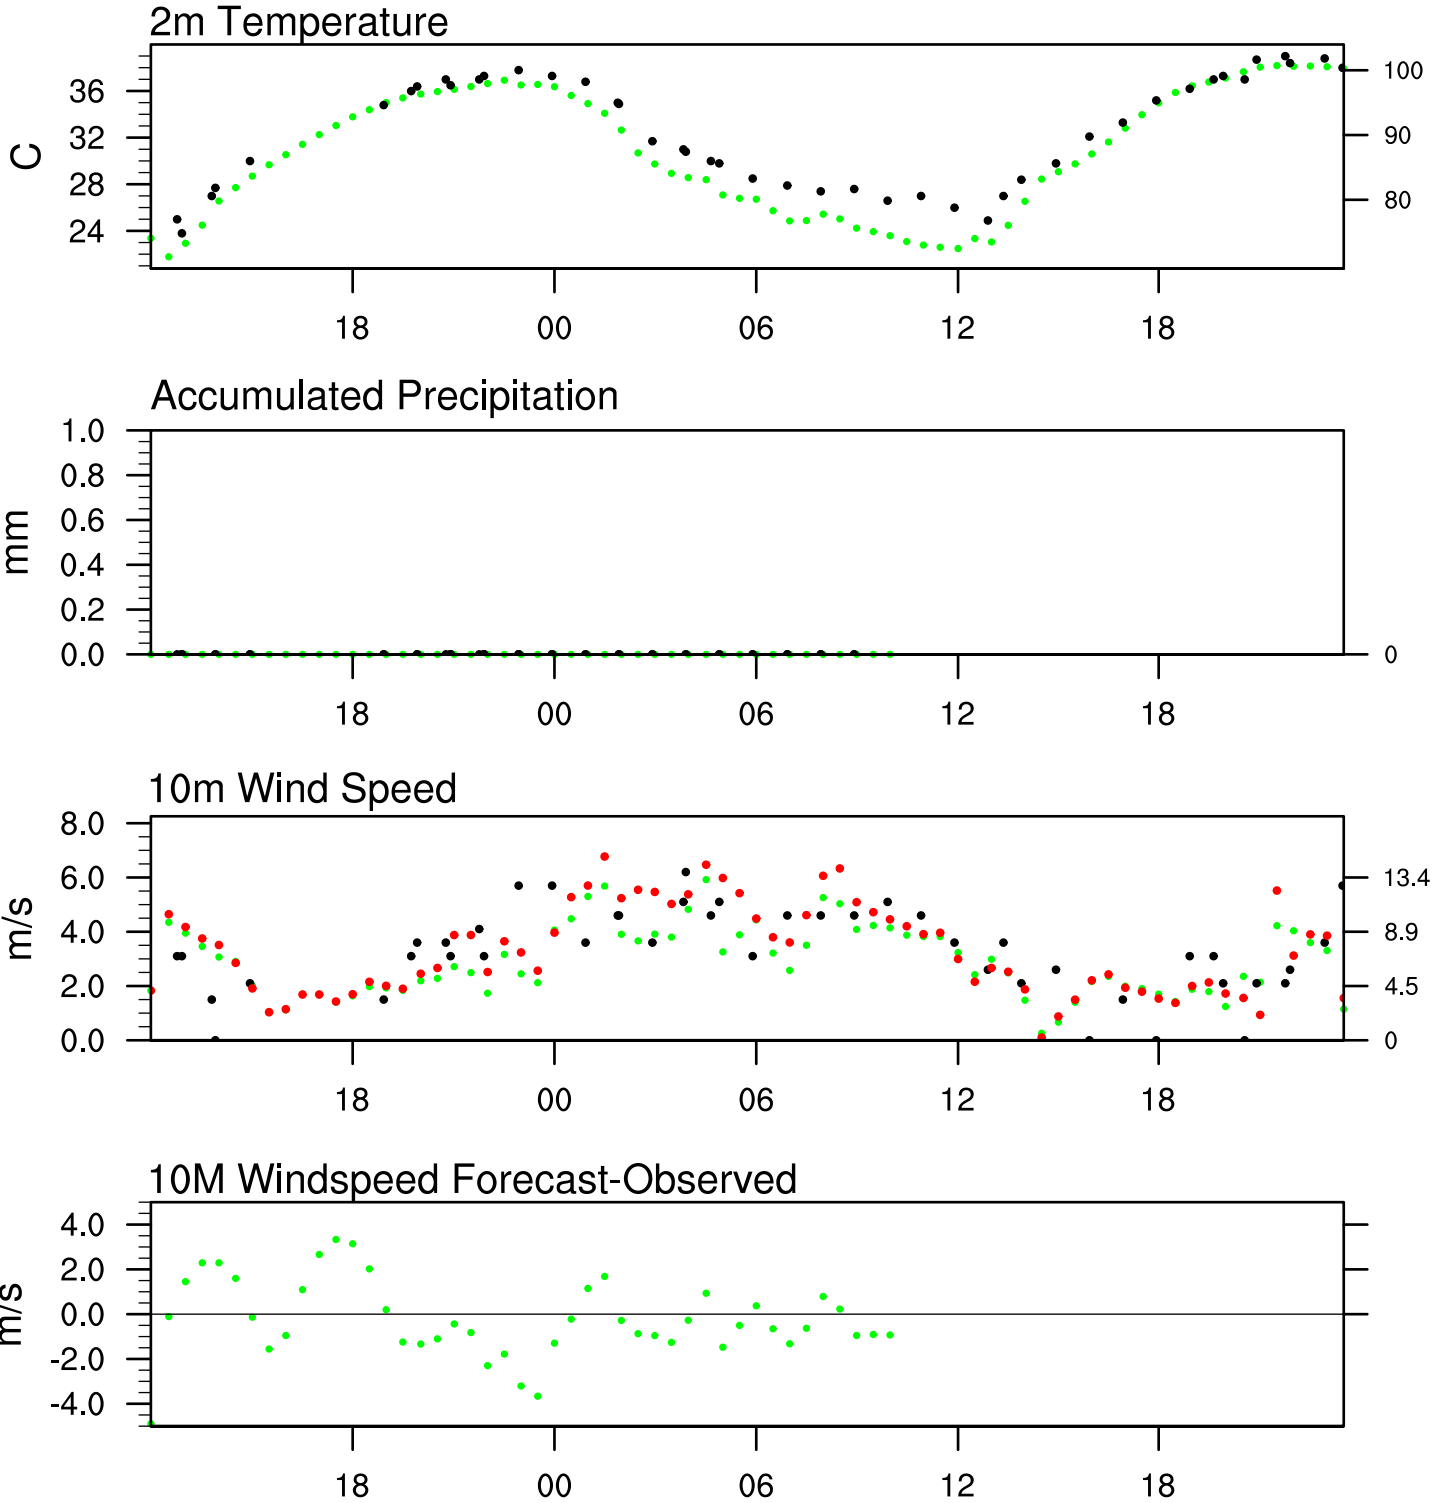 2m Temperature
36
32
28
24
C
100
90
80
18 00 06 12 18
Accumulated Precipitation
1.0
0.8
0.6
0.4
0.2
0.0
mm
0
18 00 06 12 18
10m Wind Speed
8.0
6.0
4.0
2.0
0.0
m/s
13.4
8.9
4.5
0
18 00 06 12 18
10M Windspeed Forecast-Observed
4.0
2.0
0.0
-2.0
-4.0
m/s
18 00 06 12 18